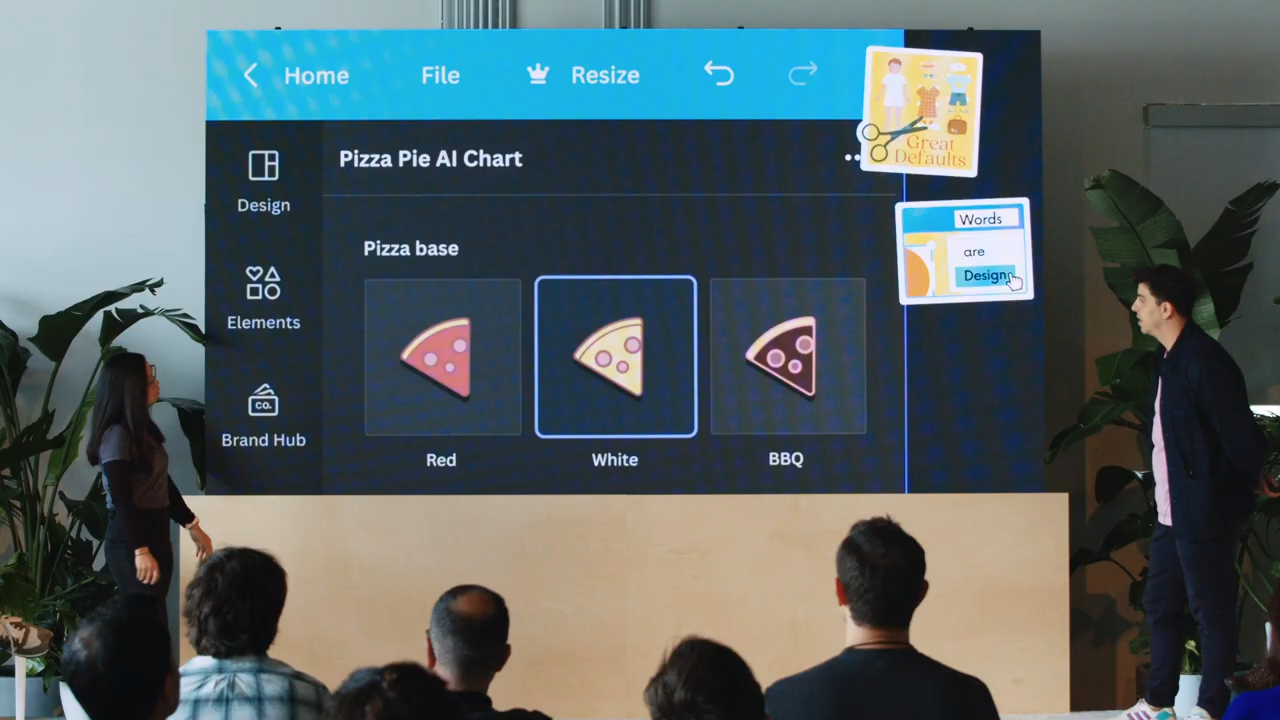 Home File Resize
Great
Defaults
Pizza Pie AI Chart
Design
Words
are
Design
Pizza base
Elements
CO.
Brand Hub
Red White BBQ